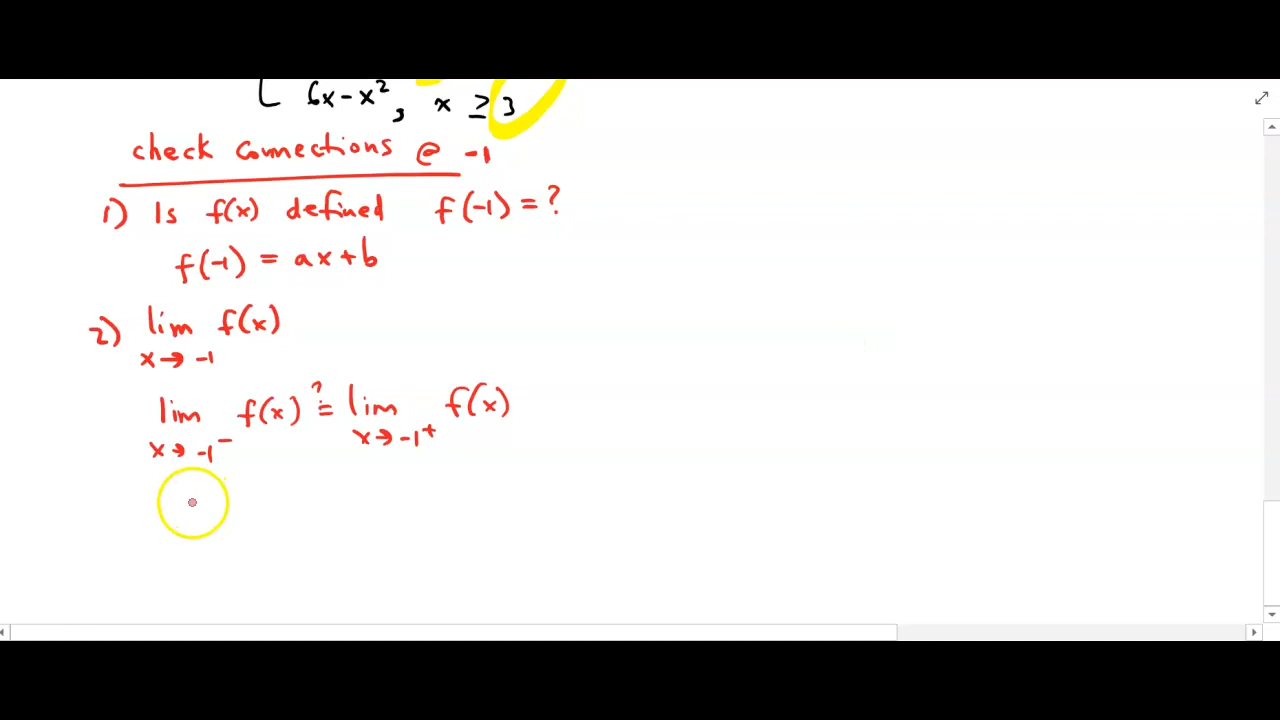 6x-x², x ≥ 3
check connections @ -1
1) Is f(x) defined f(-1) = ?
f(-1) = ax+b
2) lim f(x)
x → -1
lim f(x) ≟ lim f(x)
x → -1⁻ x → -1⁺